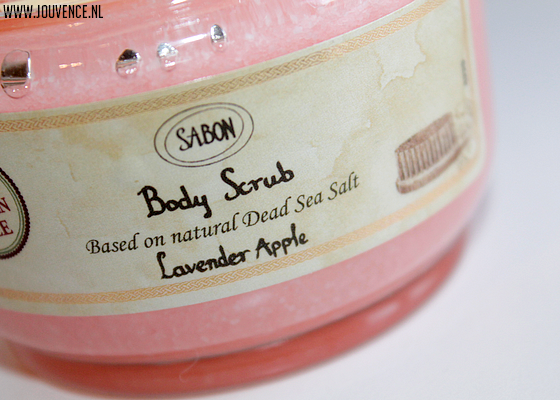 WWW.JOUVENCE.NL
SABON
Body Scrub
Based on natural Dead Sea Salt
Lavender Apple